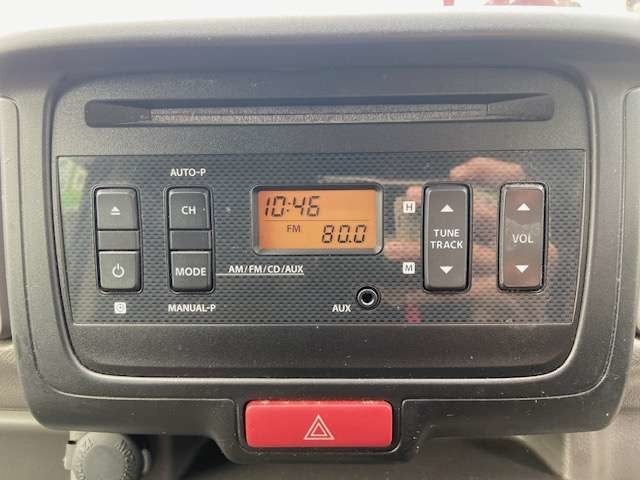 AUTO-P
CH
10:46
FM 80.0
H
TUNE
TRACK
VOL
MODE
AM/FM/CD/AUX
M
MANUAL-P
AUX